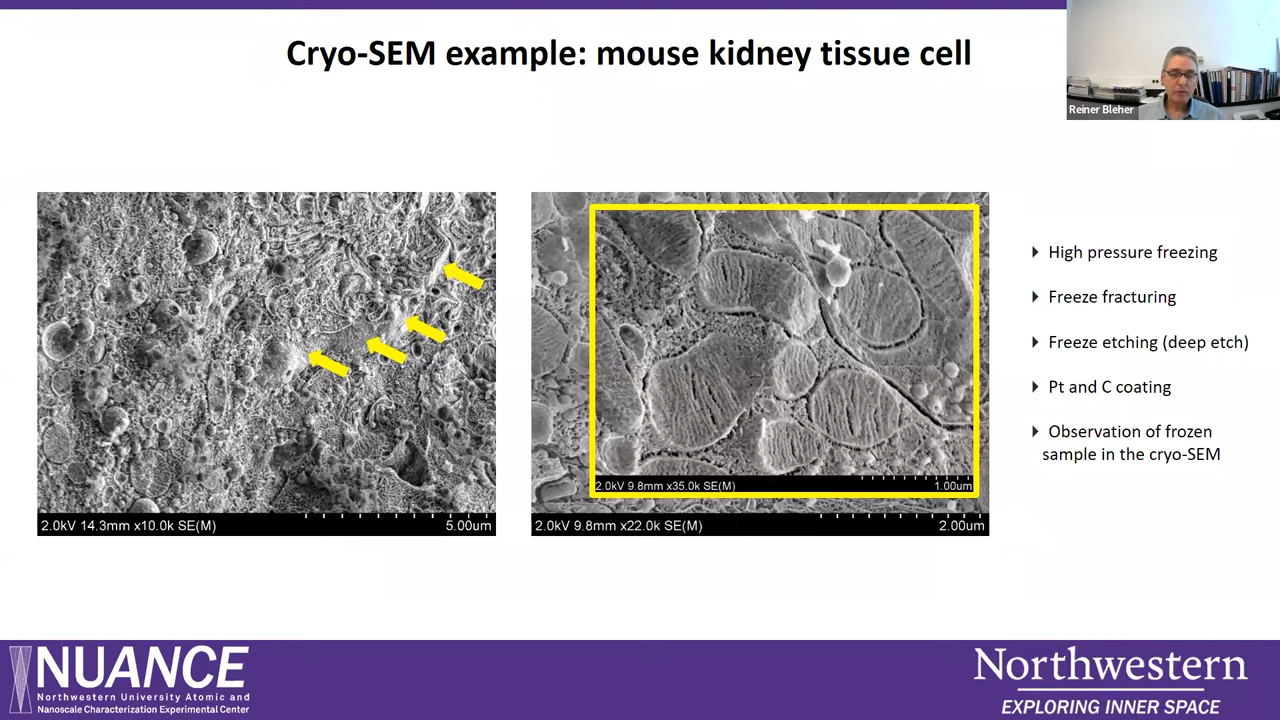 Cryo-SEM example: mouse kidney tissue cell
Reiner Bleher
2.0kV 14.3mm x10.0k SE(M) 5.00um
2.0kV 9.8mm x35.0k SE(M) 1.00um
2.0kV 9.8mm x22.0k SE(M) 2.00um
High pressure freezing
Freeze fracturing
Freeze etching (deep etch)
Pt and C coating
Observation of frozen
sample in the cryo-SEM
NUANCE
Northwestern University Atomic and
Nanoscale Characterization Experimental Center
Northwestern
EXPLORING INNER SPACE